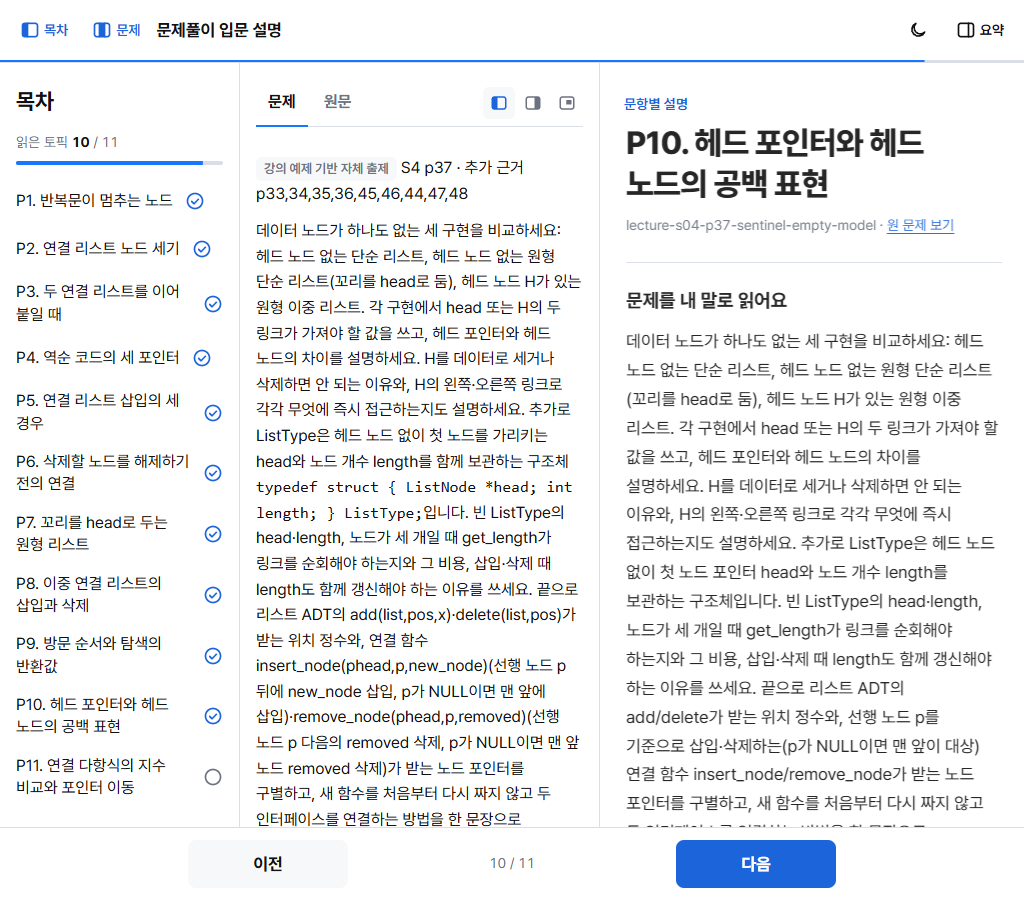 목차
문제
문제풀이 입문 설명
요약
목차
읽은 토픽 10 / 11
P1. 반복문이 멈추는 노드
P2. 연결 리스트 노드 세기
P3. 두 연결 리스트를 이어
붙일 때
P4. 역순 코드의 세 포인터
P5. 연결 리스트 삽입의 세
경우
P6. 삭제할 노드를 해제하기
전의 연결
P7. 꼬리를 head로 두는
원형 리스트
P8. 이중 연결 리스트의
삽입과 삭제
P9. 방문 순서와 탐색의
반환값
P10. 헤드 포인터와 헤드
노드의 공백 표현
P11. 연결 다항식의 지수
비교와 포인터 이동
문제
원문
강의 예제 기반 자체 출제 S4 p37 · 추가 근거
p33,34,35,36,45,46,44,47,48
데이터 노드가 하나도 없는 세 구현을 비교하세요:
헤드 노드 없는 단순 리스트, 헤드 노드 없는 원형
단순 리스트(꼬리를 head로 둠), 헤드 노드 H가 있는
원형 이중 리스트. 각 구현에서 head 또는 H의 두
링크가 가져야 할 값을 쓰고, 헤드 포인터와 헤드
노드의 차이를 설명하세요. H를 데이터로 세거나
삭제하면 안 되는 이유와, H의 왼쪽·오른쪽 링크로
각각 무엇에 즉시 접근하는지도 설명하세요. 추가로
ListType은 헤드 노드 없이 첫 노드를 가리키는
head와 노드 개수 length를 함께 보관하는 구조체
typedef struct { ListNode *head; int
length; } ListType;입니다. 빈 ListType의
head·length, 노드가 세 개일 때 get_length가
링크를 순회해야 하는지와 그 비용, 삽입·삭제 때
length도 함께 갱신해야 하는 이유를 쓰세요. 끝으로
리스트 ADT의 add(list,pos,x)·delete(list,pos)가
받는 위치 정수와, 연결 함수
insert_node(phead,p,new_node)(선행 노드 p
뒤에 new_node 삽입, p가 NULL이면 맨 앞에
삽입)·remove_node(phead,p,removed)(선행
노드 p 다음의 removed 삭제, p가 NULL이면 맨 앞
노드 removed 삭제)가 받는 노드 포인터를
구별하고, 새 함수를 처음부터 다시 짜지 않고 두
인터페이스를 연결하는 방법을 한 문장으로
문항별 설명
P10. 헤드 포인터와 헤드
노드의 공백 표현
lecture-s04-p37-sentinel-empty-model · 원 문제 보기
문제를 내 말로 읽어요
데이터 노드가 하나도 없는 세 구현을 비교하세요: 헤드
노드 없는 단순 리스트, 헤드 노드 없는 원형 단순 리스트
(꼬리를 head로 둠), 헤드 노드 H가 있는 원형 이중
리스트. 각 구현에서 head 또는 H의 두 링크가 가져야 할
값을 쓰고, 헤드 포인터와 헤드 노드의 차이를
설명하세요. H를 데이터로 세거나 삭제하면 안 되는
이유와, H의 왼쪽·오른쪽 링크로 각각 무엇에 즉시
접근하는지도 설명하세요. 추가로 ListType은 헤드 노드
없이 첫 노드 포인터 head와 노드 개수 length를
보관하는 구조체입니다. 빈 ListType의 head·length,
노드가 세 개일 때 get_length가 링크를 순회해야
하는지와 그 비용, 삽입·삭제 때 length도 함께 갱신해야
하는 이유를 쓰세요. 끝으로 리스트 ADT의
add/delete가 받는 위치 정수와, 선행 노드 p를
기준으로 삽입·삭제하는(p가 NULL이면 맨 앞이 대상)
연결 함수 insert_node/remove_node가 받는 노드
포인터를 구별하고, 새 함수를 처음부터 다시 짜지 않고
이전
10 / 11
다음